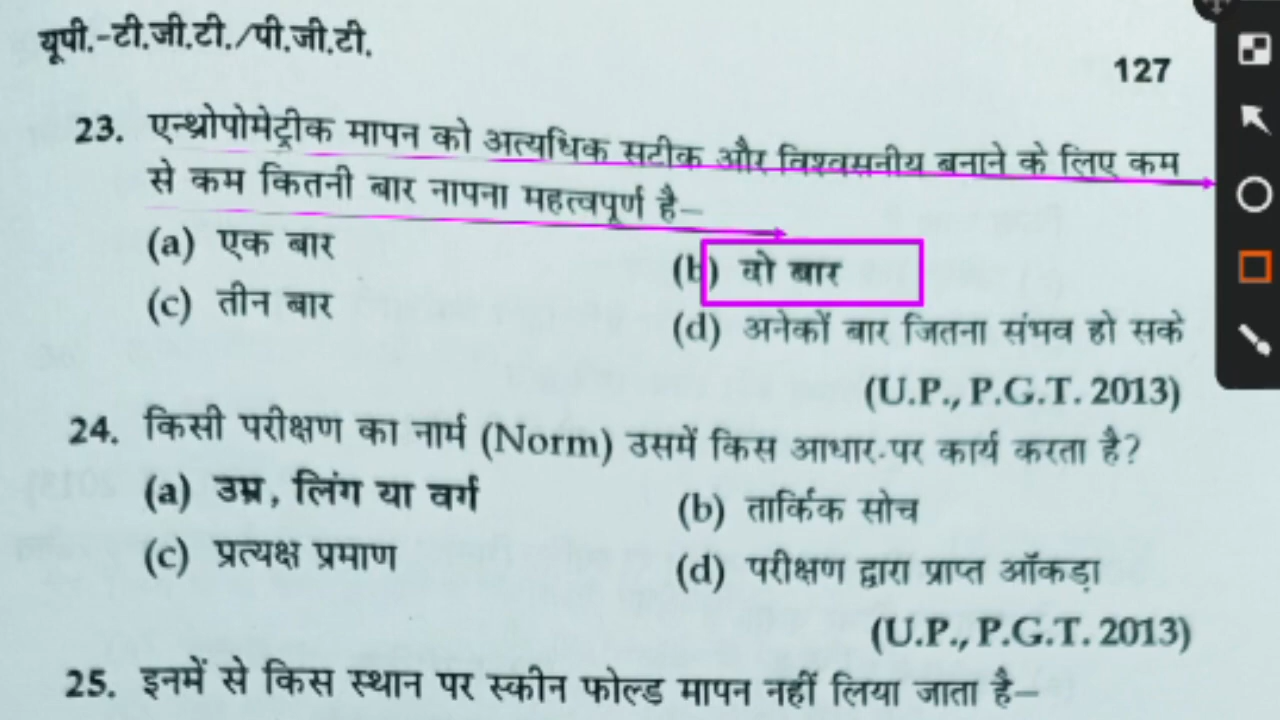 यूपी.-टी.जी.टी./पी.जी.टी.
127
23. एन्थ्रोपोमेट्रीक मापन को अत्यधिक सटीक और विश्वसनीय बनाने के लिए कम
से कम कितनी बार नापना महत्वपूर्ण है–
(a) एक बार
(b) दो बार
(c) तीन बार
(d) अनेकों बार जितना संभव हो सके
(U.P., P.G.T. 2013)
24. किसी परीक्षण का नार्म (Norm) उसमें किस आधार पर कार्य करता है?
(a) उम्र, लिंग या वर्ग
(b) तार्किक सोच
(c) प्रत्यक्ष प्रमाण
(d) परीक्षण द्वारा प्राप्त ऑकड़ा
(U.P., P.G.T. 2013)
25. इनमें से किस स्थान पर स्कीन फोल्ड मापन नहीं लिया जाता है–